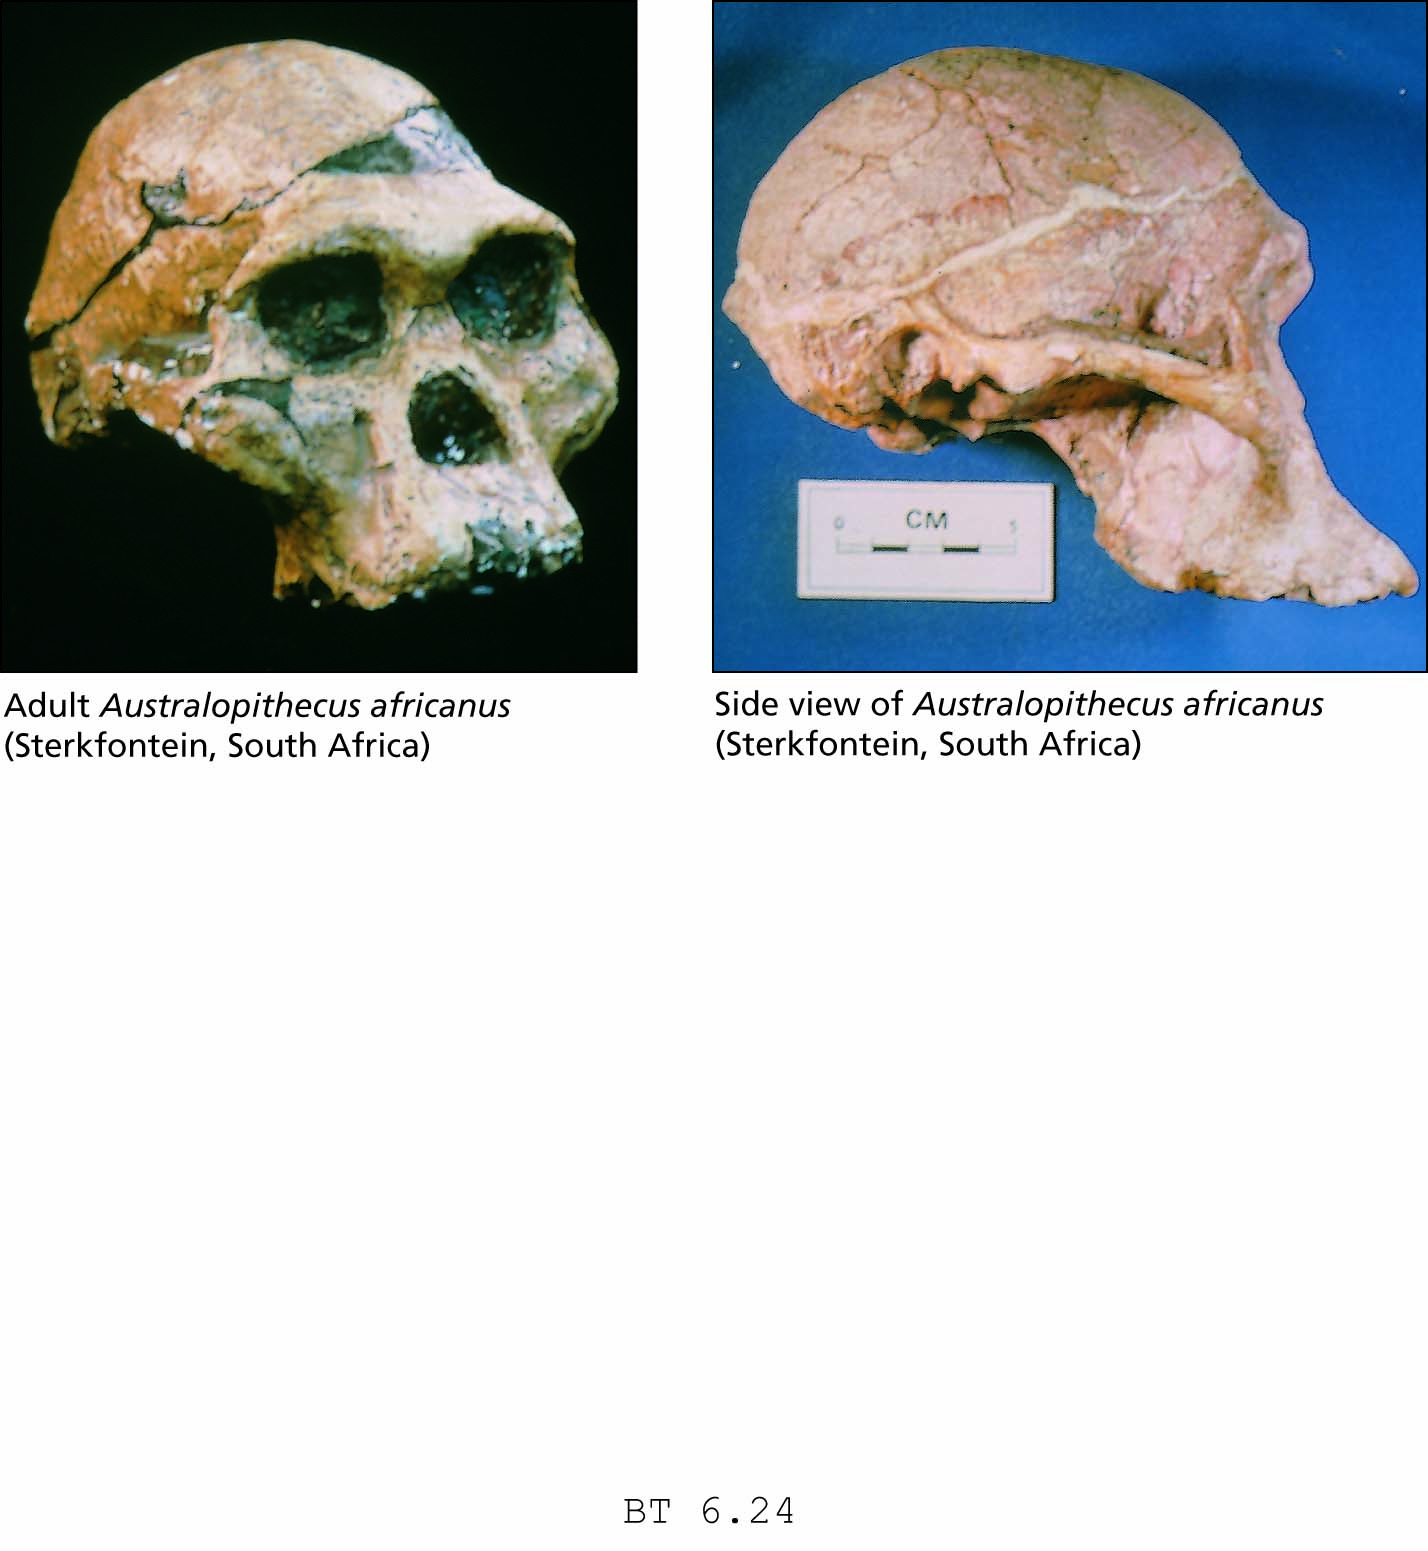 CM
0 5
Adult Australopithecus africanus
(Sterkfontein, South Africa)
Side view of Australopithecus africanus
(Sterkfontein, South Africa)
BT 6.24